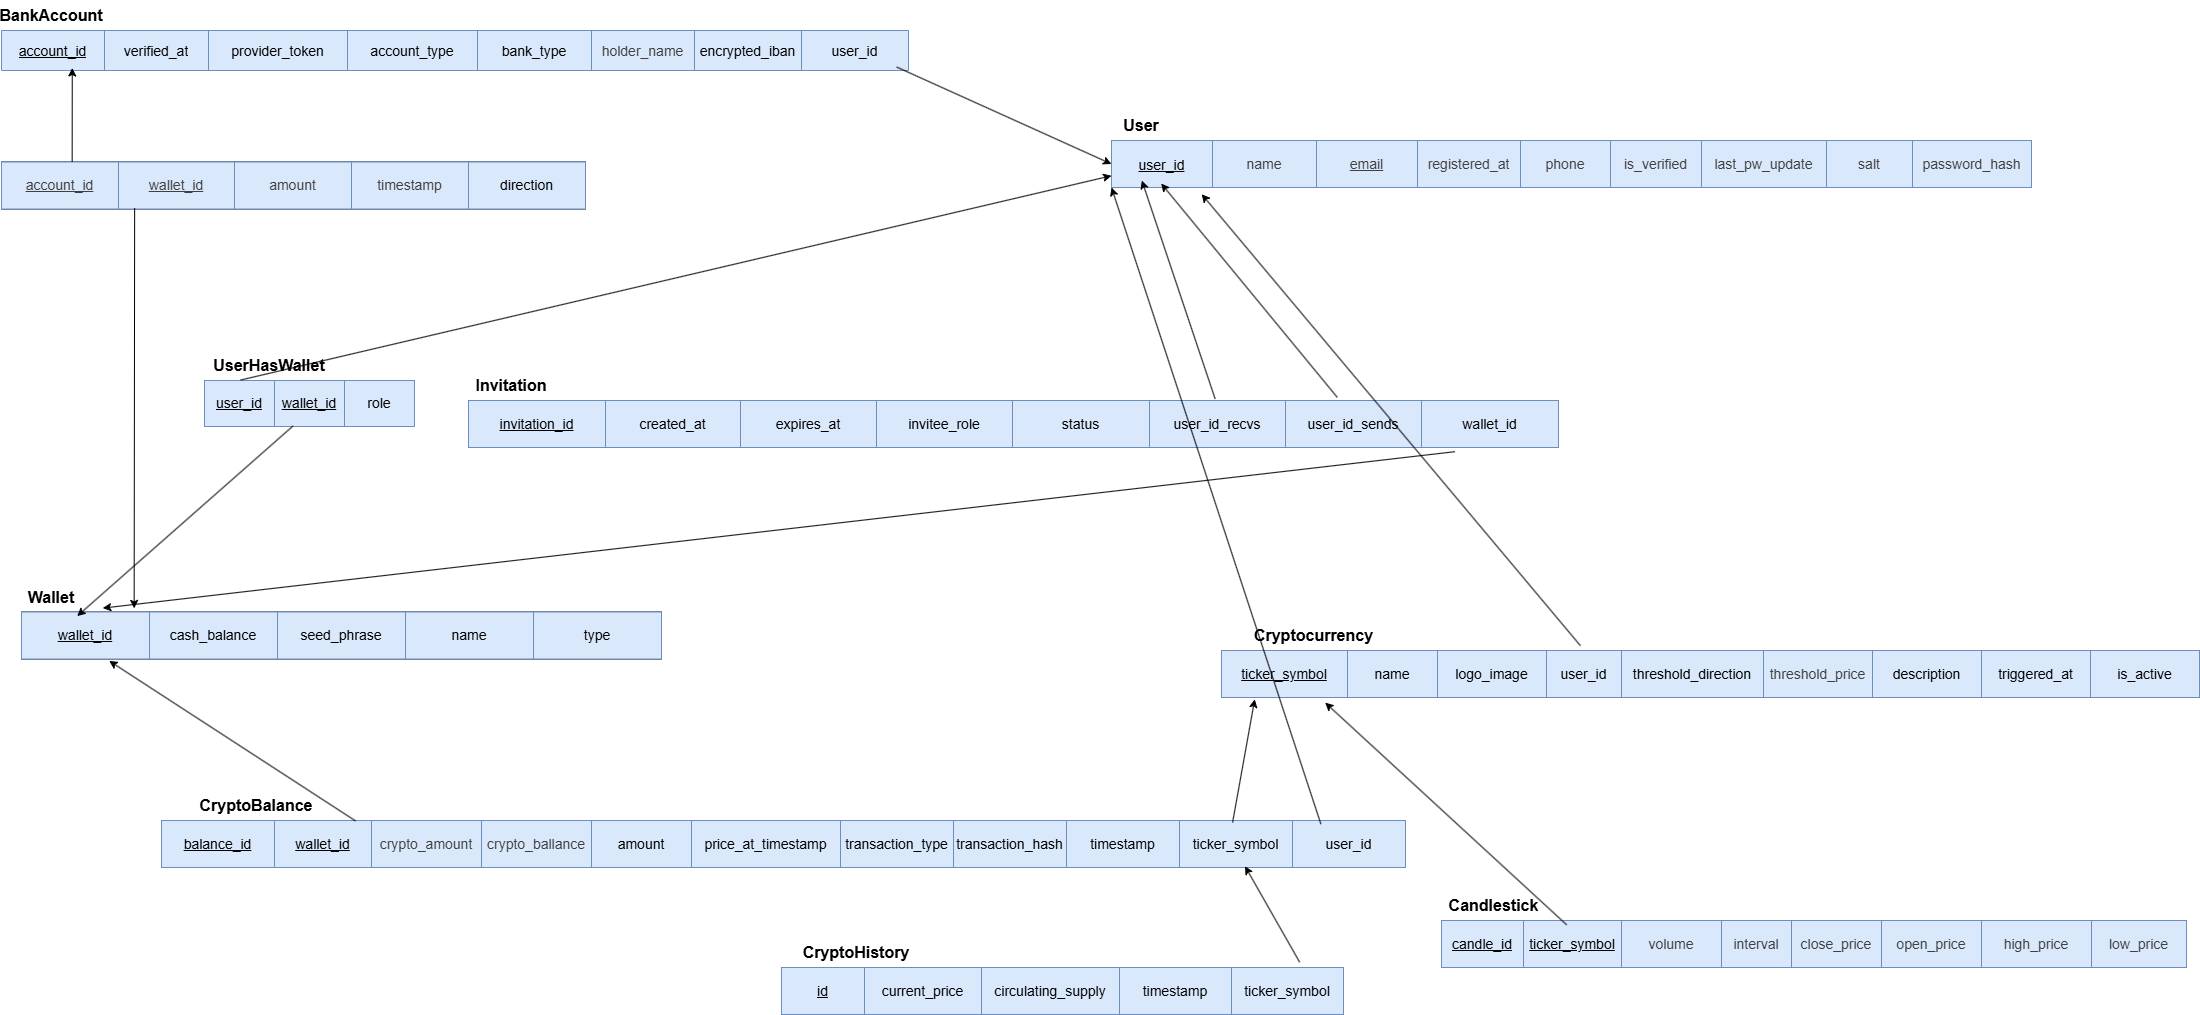 BankAccount
account_id verified_at provider_token account_type bank_type holder_name encrypted_iban user_id
User
user_id name email registered_at phone is_verified last_pw_update salt password_hash
account_id wallet_id amount timestamp direction
UserHasWallet
user_id wallet_id role
Invitation
invitation_id created_at expires_at invitee_role status user_id_recvs user_id_sends wallet_id
Wallet
wallet_id cash_balance seed_phrase name type
Cryptocurrency
ticker_symbol name logo_image user_id threshold_direction threshold_price description triggered_at is_active
CryptoBalance
balance_id wallet_id crypto_amount crypto_ballance amount price_at_timestamp transaction_type transaction_hash timestamp ticker_symbol user_id
Candlestick
candle_id ticker_symbol volume interval close_price open_price high_price low_price
CryptoHistory
id current_price circulating_supply timestamp ticker_symbol